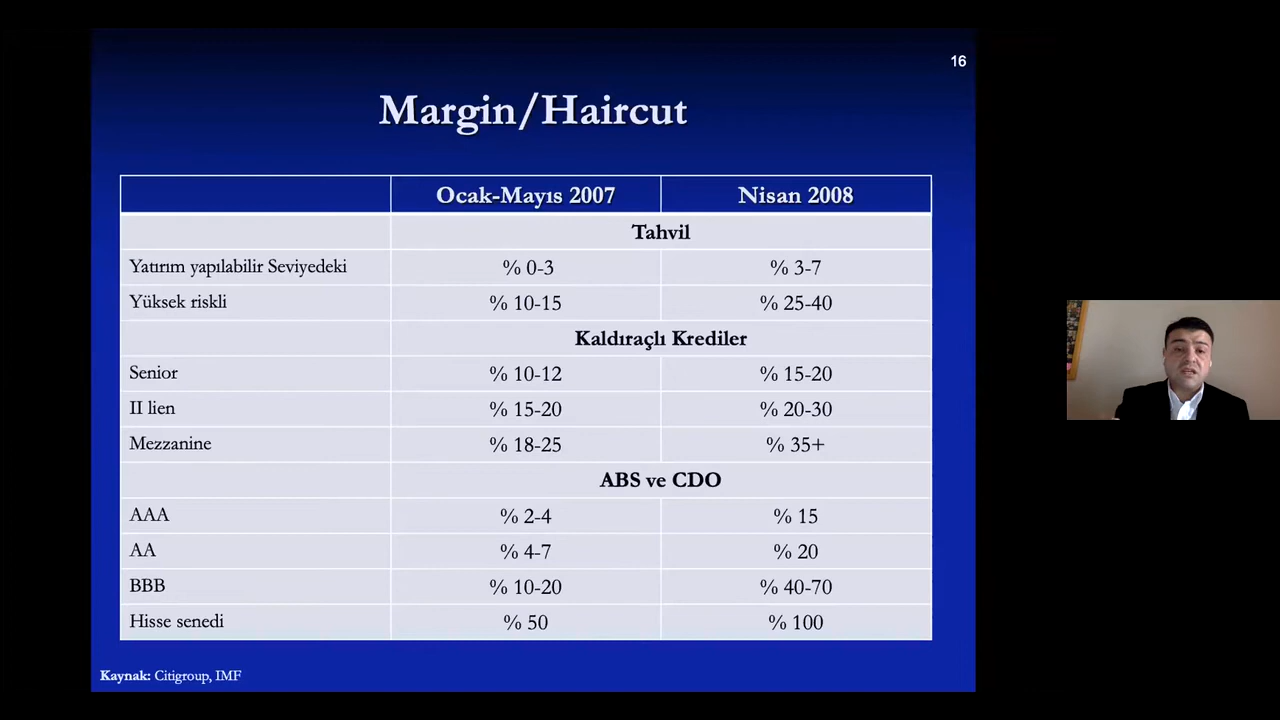 16
Margin/Haircut
Ocak-Mayıs 2007 Nisan 2008
Tahvil
Yatırım yapılabilir Seviyedeki % 0-3 % 3-7
Yüksek riskli % 10-15 % 25-40
Kaldıraçlı Krediler
Senior % 10-12 % 15-20
II lien % 15-20 % 20-30
Mezzanine % 18-25 % 35+
ABS ve CDO
AAA % 2-4 % 15
AA % 4-7 % 20
BBB % 10-20 % 40-70
Hisse senedi % 50 % 100
Kaynak: Citigroup, IMF